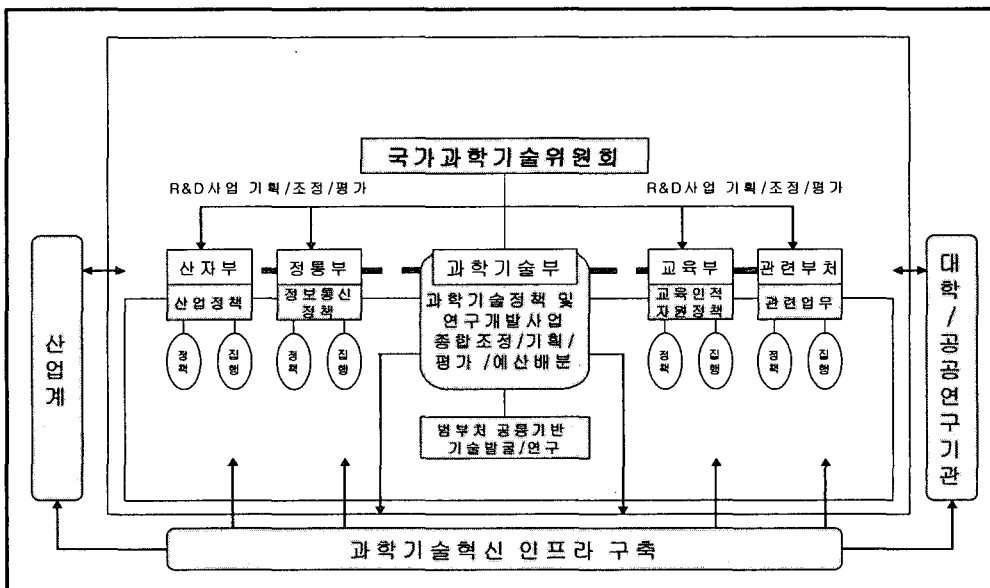 국가과학기술위원회
R&D사업 기획/조정/평가
R&D사업 기획/조정/평가
산자부
정통부
과학기술부
교육부
관련부처
산업정책
정보통신
정책
과학기술정책 및
연구개발사업
종합조정/기획/
평가 /예산배분
교육인적
자원정책
관련업무
정책
집행
정책
집행
정책
집행
정책
집행
범부처 공통기반
기술발굴/연구
산업계
대학/공공연구기관
과학기술혁신 인프라 구축